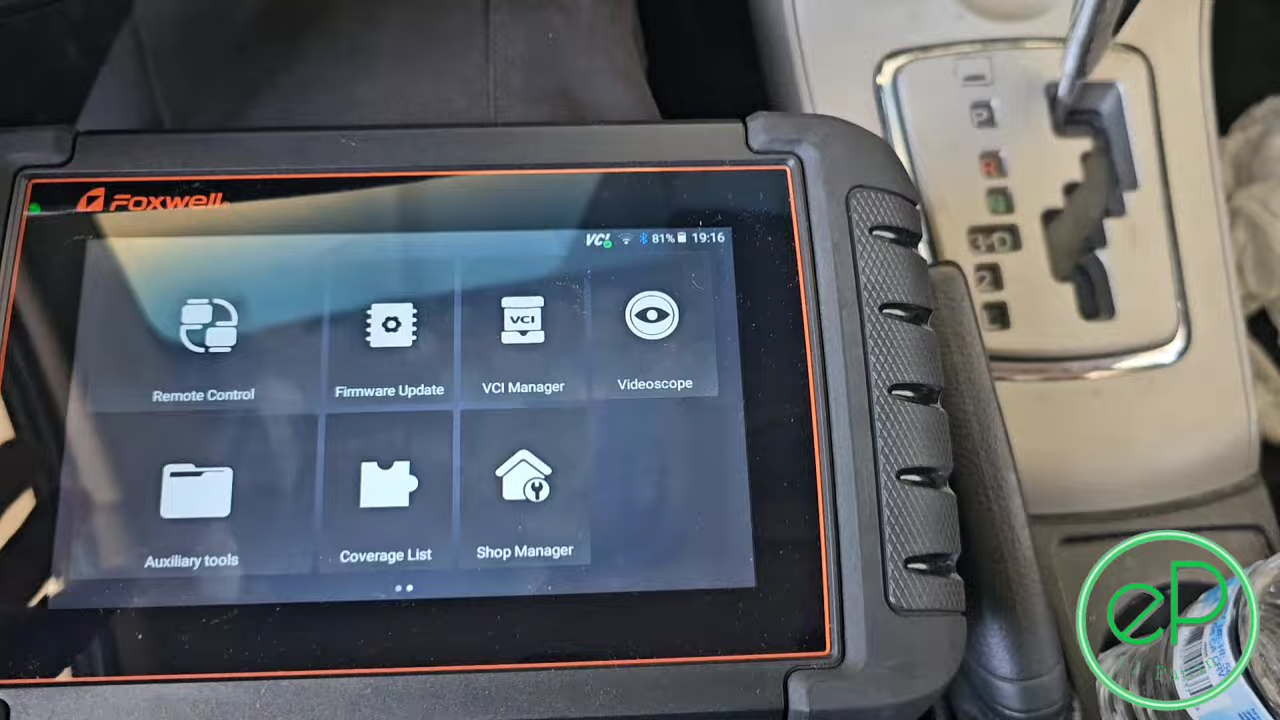 Foxwell
VCI 81% 19:16
VCI
Remote Control
Firmware Update
VCI Manager
Videoscope
Auxiliary tools
Coverage List
Shop Manager
P
R
N
3-D
2
eP